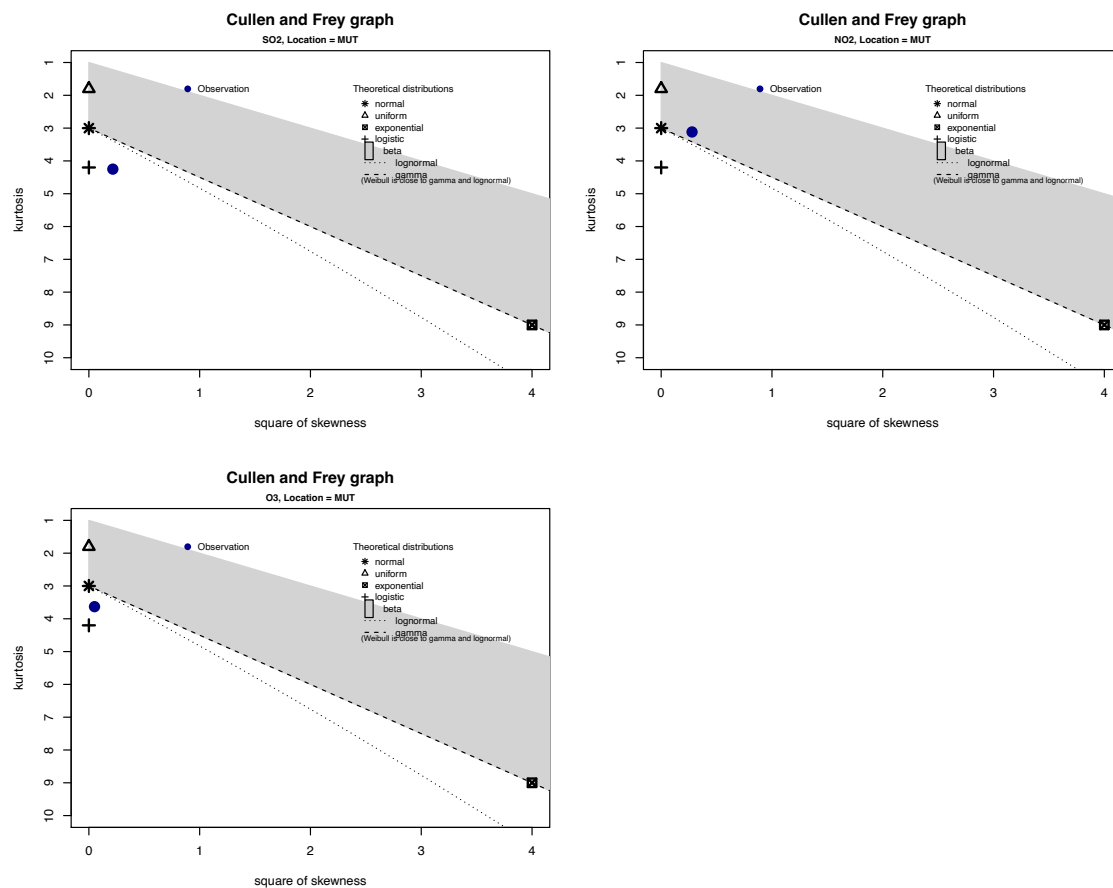 Cullen and Frey graph
SO2, Location = MUT
kurtosis
1
2
3
4
5
6
7
8
9
10
Observation
Theoretical distributions
normal
uniform
exponential
logistic
beta
lognormal
gamma
(Weibull is close to gamma and lognormal)
0 1 2 3 4
square of skewness
Cullen and Frey graph
NO2, Location = MUT
kurtosis
1
2
3
4
5
6
7
8
9
10
Observation
Theoretical distributions
normal
uniform
exponential
logistic
beta
lognormal
gamma
(Weibull is close to gamma and lognormal)
0 1 2 3 4
square of skewness
Cullen and Frey graph
O3, Location = MUT
kurtosis
1
2
3
4
5
6
7
8
9
10
Observation
Theoretical distributions
normal
uniform
exponential
logistic
beta
lognormal
gamma
(Weibull is close to gamma and lognormal)
0 1 2 3 4
square of skewness